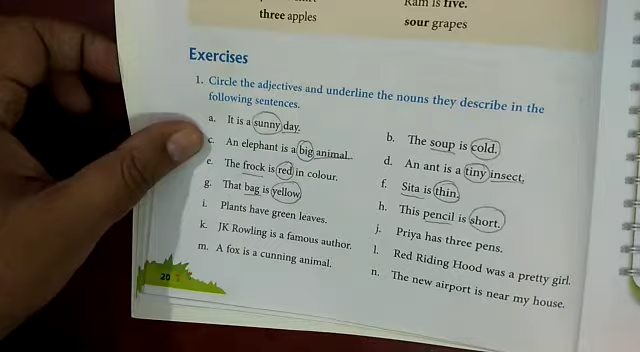 three apples
Ram is five.
sour grapes
Exercises
1. Circle the adjectives and underline the nouns they describe in the
following sentences.
a. It is a sunny day.
b. The soup is cold.
c. An elephant is a big animal.
d. An ant is a tiny insect.
e. The frock is red in colour.
f. Sita is thin.
g. That bag is yellow.
h. This pencil is short.
i. Plants have green leaves.
j. Priya has three pens.
k. JK Rowling is a famous author.
l. Red Riding Hood was a pretty girl.
m. A fox is a cunning animal.
n. The new airport is near my house.
20